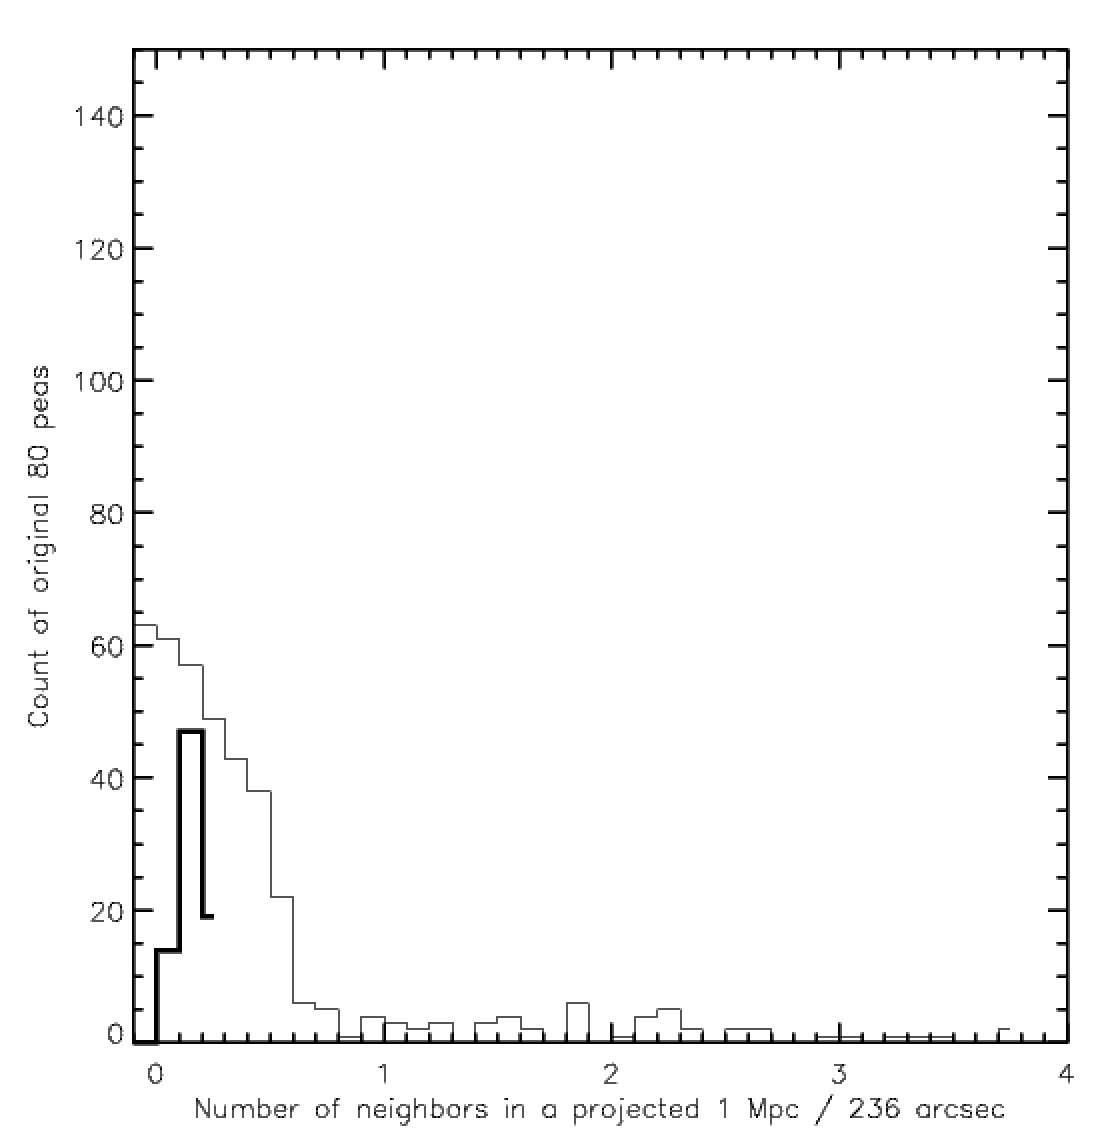 140
120
100
80
60
40
20
0
Count of original 80 peas
0 1 2 3 4
Number of neighbors in a projected 1 Mpc / 236 arcsec